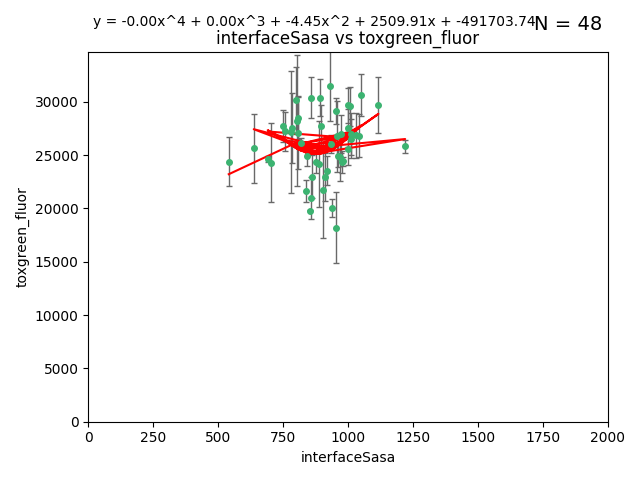 y = -0.00x^4 + 0.00x^3 + -4.45x^2 + 2509.91x + -491703.74
N = 48
interfaceSasa vs toxgreen_fluor
toxgreen_fluor
30000
25000
20000
15000
10000
5000
0
0 250 500 750 1000 1250 1500 1750 2000
interfaceSasa